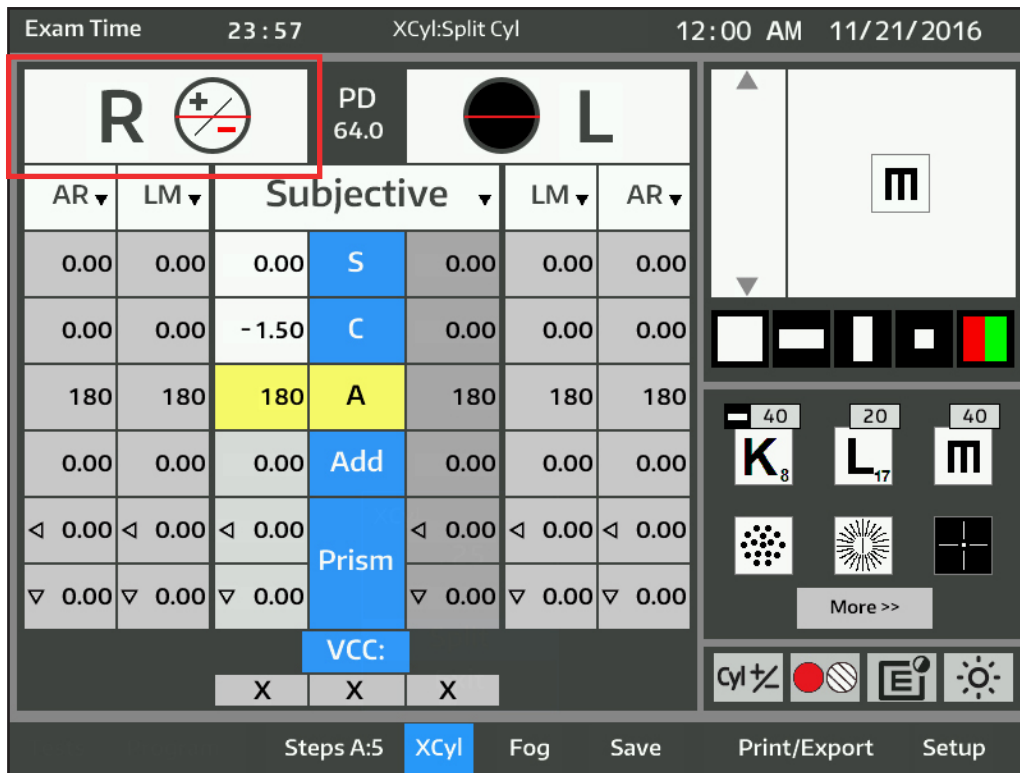 Exam Time 23:57 XCyl:Split Cyl 12:00 AM 11/21/2016
R + - PD 64.0 L
AR LM Subjective LM AR
0.00 0.00 0.00 S 0.00 0.00 0.00
0.00 0.00 -1.50 C 0.00 0.00 0.00
180 180 180 A 180 180 180
0.00 0.00 0.00 Add 0.00 0.00 0.00
0.00 0.00 0.00 Prism 0.00 0.00 0.00
0.00 0.00 0.00 0.00 0.00 0.00
VCC:
X X X
m
40 20 40
K8 L17 m
More >>
Cyl +/- E
Steps A:5 XCyl Fog Save Print/Export Setup